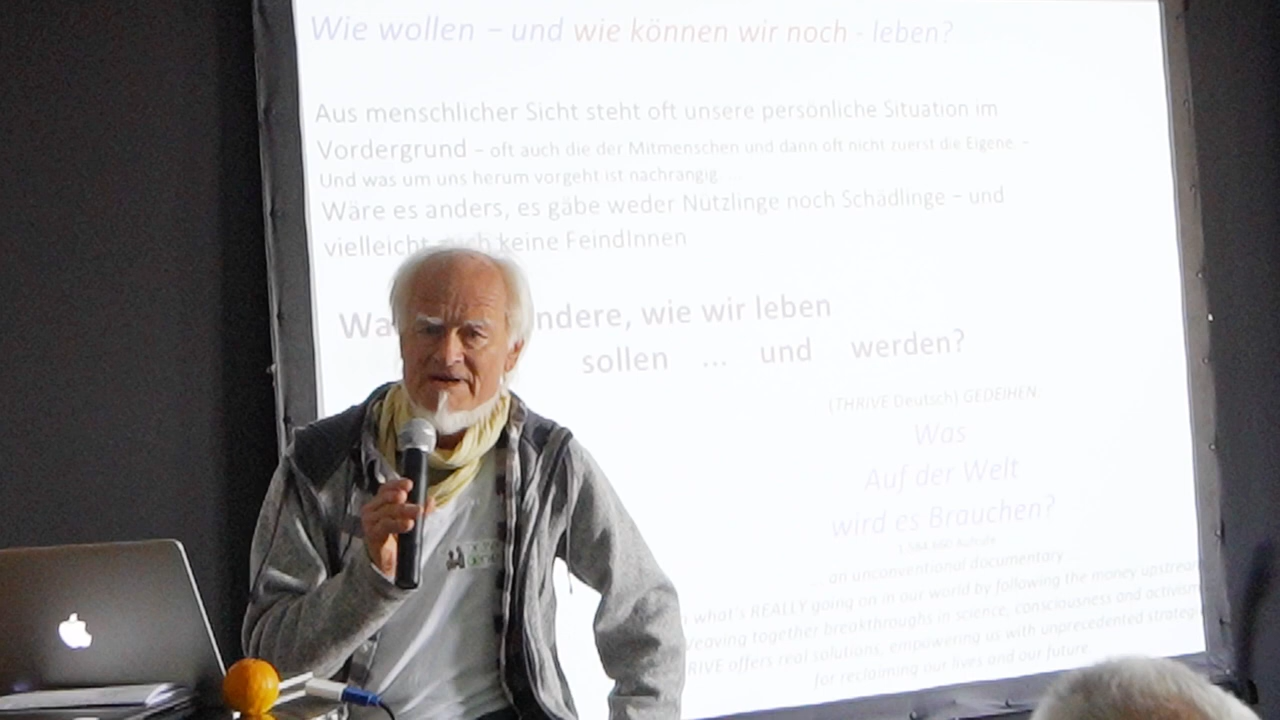 Wie wollen – und wie können wir noch - leben?
Aus menschlicher Sicht steht oft unsere persönliche Situation im
Vordergrund – oft auch die der Mitmenschen und dann oft nicht zuerst die Eigene. –
Und was um uns herum vorgeht ist nachrangig ...
Wäre es anders, es gäbe weder Nützlinge noch Schädlinge – und
vielleicht auch keine FeindInnen
Wa ndere, wie wir leben
sollen ... und werden?
(THRIVE Deutsch) GEDEIHEN:
Was
Auf der Welt
wird es Brauchen?
... an unconventional documentary
what's REALLY going on in our world by following the money upstream
Weaving together breakthroughs in science, consciousness and activism
RIVE offers real solutions, empowering us with unprecedented strateg
for reclaiming our lives and our future.